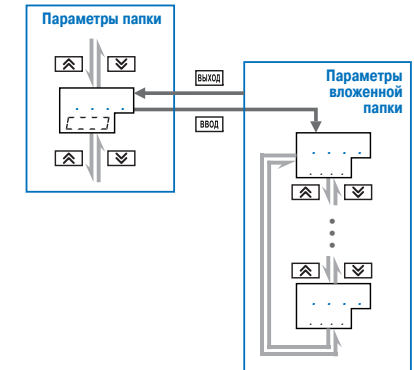 Параметры папки
ВЫХОД
ВВОД
Параметры
вложенной
папки